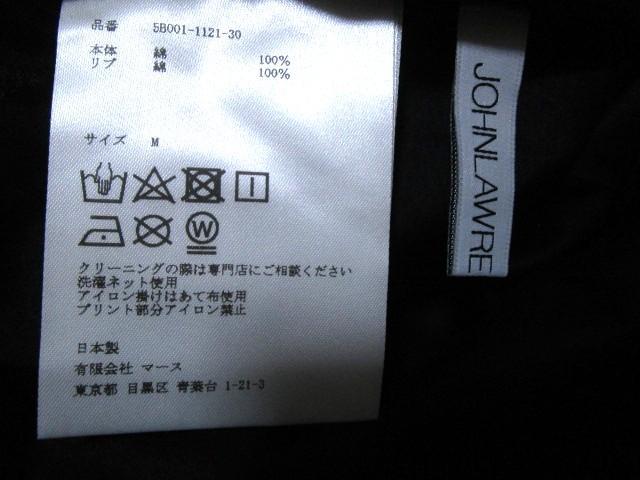 品番 5B001-1121-30
本体 綿 100%
リブ 綿 100%
サイズ M
クリーニングの際は専門店にご相談ください
洗濯ネット使用
アイロン掛けはあて布使用
プリント部分アイロン禁止
日本製
有限会社 マース
東京都 目黒区 青葉台 1-21-3
JOHNLAWRE